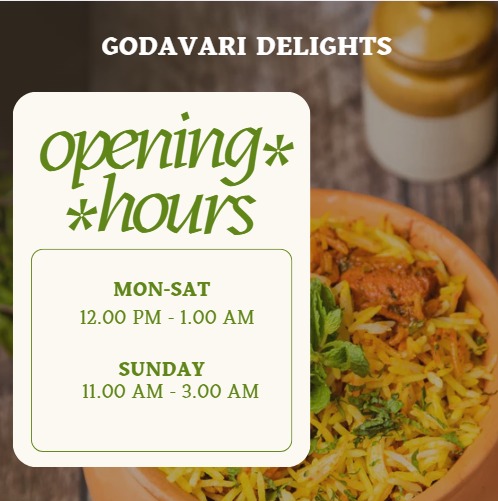 GODAVARI DELIGHTS
opening*
*hours
MON-SAT
12.00 PM - 1.00 AM
SUNDAY
11.00 AM - 3.00 AM